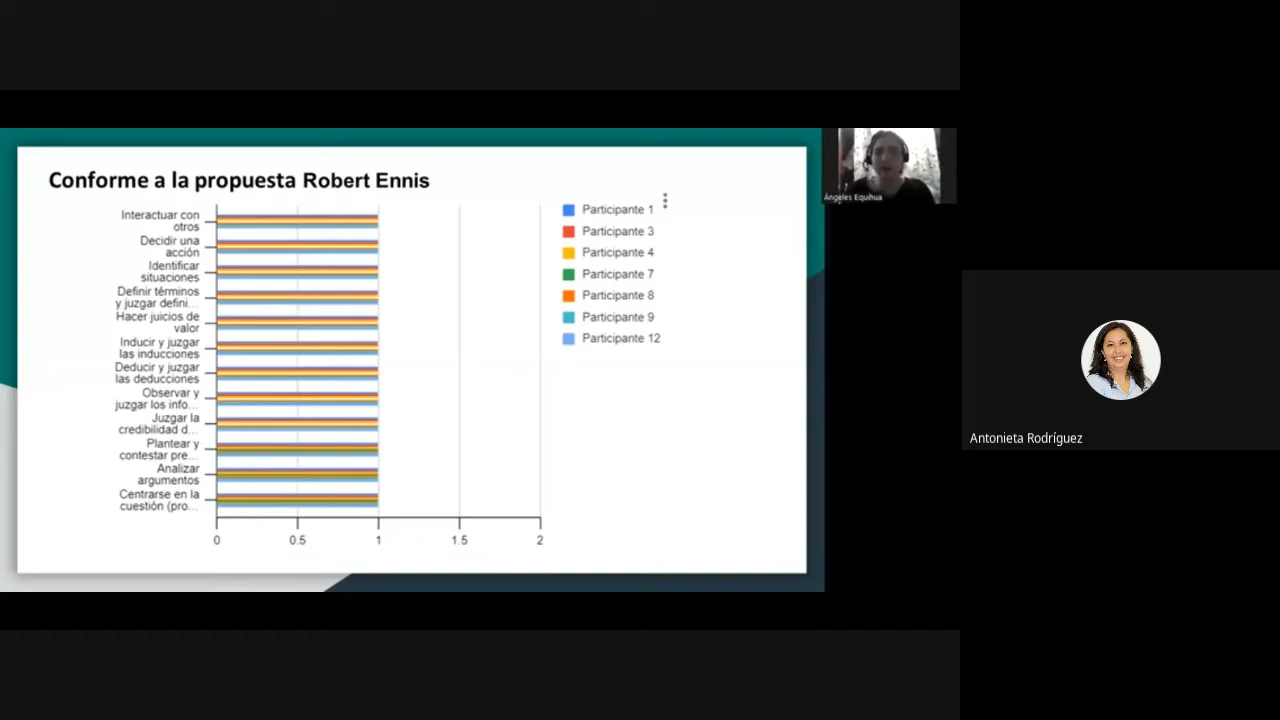 Conforme a la propuesta Robert Ennis
Interactuar con
otros
Decidir una
acción
Identificar
situaciones
Definir términos
y juzgar defini...
Hacer juicios de
valor
Inducir y juzgar
las inducciones
Deducir y juzgar
las deducciones
Observar y
juzgar los info...
Juzgar la
credibilidad d...
Plantear y
contestar pre...
Analizar
argumentos
Centrarse en la
cuestión (pro...
0 0.5 1 1.5 2
Participante 1
Participante 3
Participante 4
Participante 7
Participante 8
Participante 9
Participante 12
Ángeles Equihua
Antonieta Rodríguez